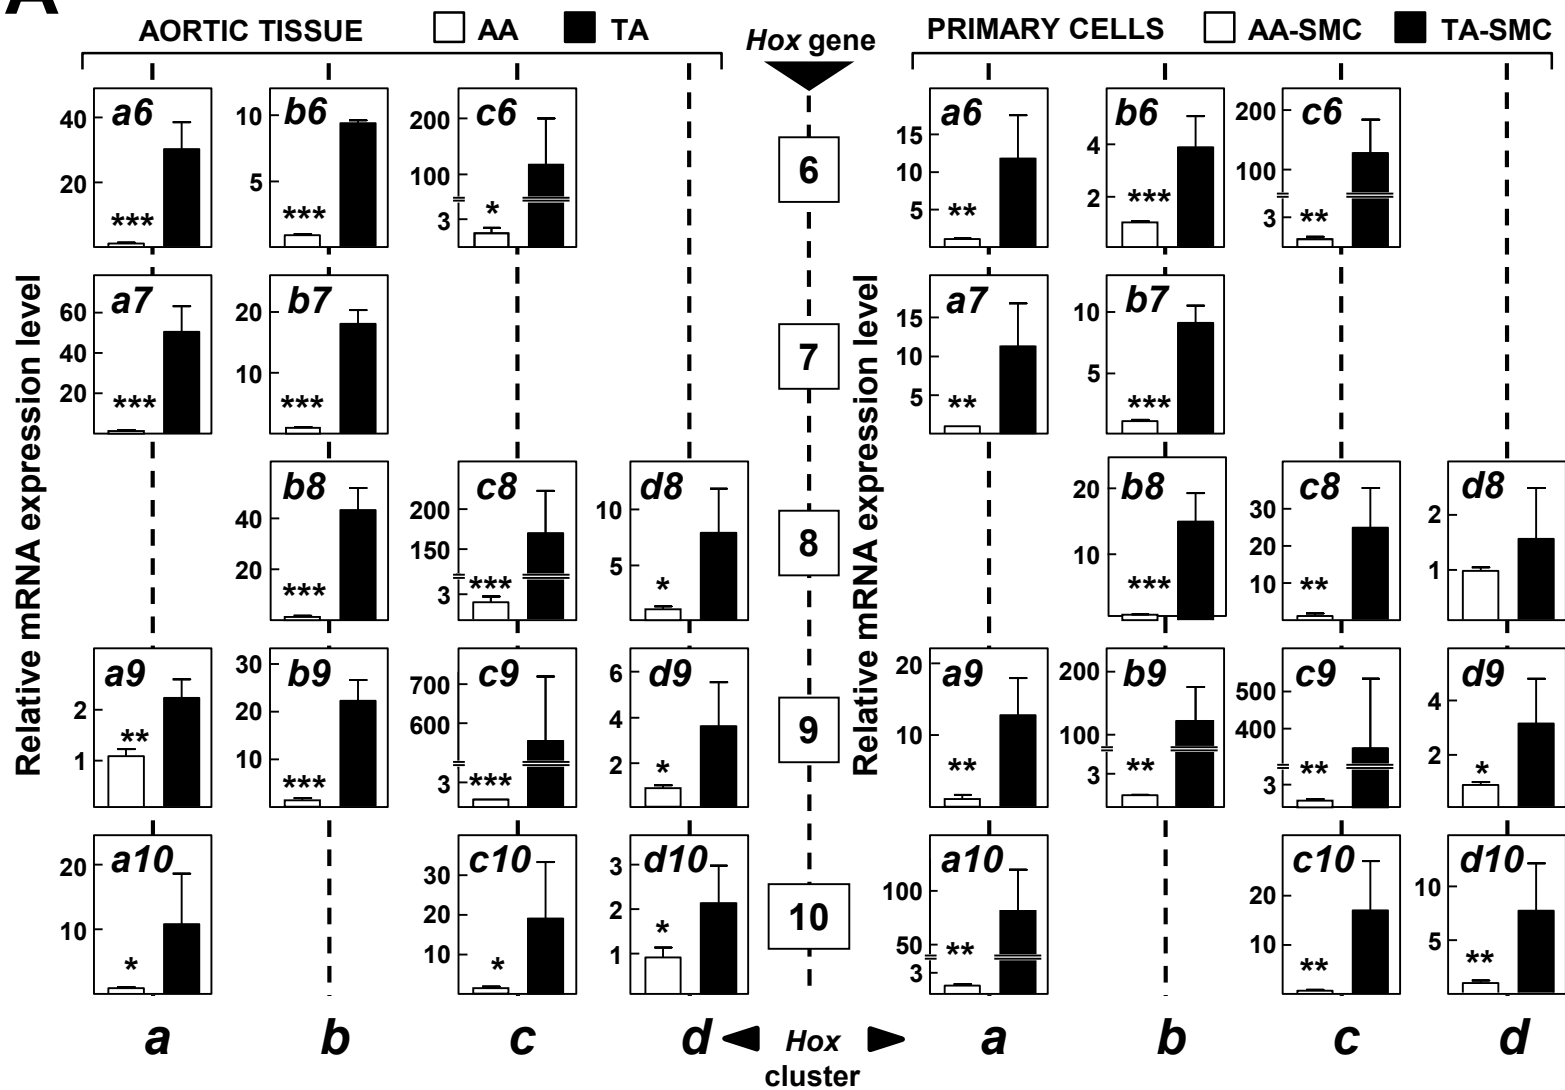 A
AORTIC TISSUE AA TA
Hox gene
PRIMARY CELLS AA-SMC TA-SMC
Relative mRNA expression level
Relative mRNA expression level
a6 40 20 ***
b6 10 5 ***
c6 200 100 3 *
6
a6 15 10 5 **
b6 4 2 ***
c6 200 100 3 **
a7 60 40 20 ***
b7 20 10 ***
7
a7 15 10 5 **
b7 10 5 ***
b8 40 20 ***
c8 200 150 3 ***
d8 10 5 *
8
b8 20 10 ***
c8 30 20 10 **
d8 2 1
a9 2 1 **
b9 30 20 10 ***
c9 700 600 3 ***
d9 6 4 2 *
9
a9 20 10 **
b9 200 100 3 **
c9 500 400 3 **
d9 4 2 *
a10 20 10 *
c10 30 20 10 *
d10 3 2 1 *
10
a10 100 50 3 **
c10 20 10 **
d10 10 5 **
a b c d
Hox
cluster
a b c d